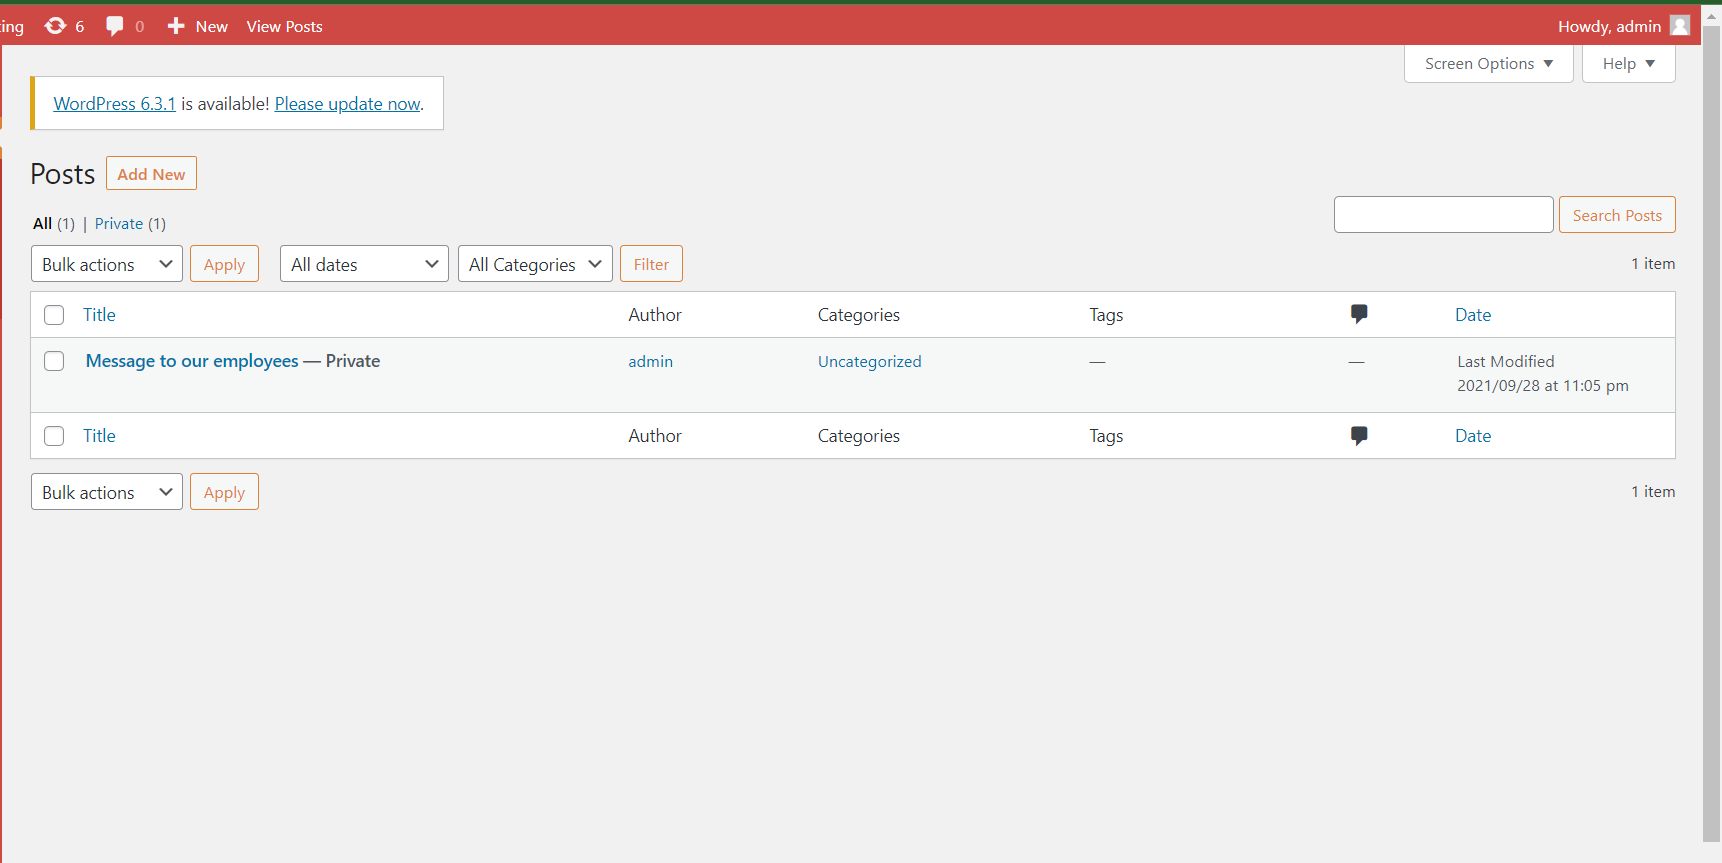 ing 6 0 New View Posts Howdy, admin
Screen Options Help
WordPress 6.3.1 is available! Please update now.
Posts Add New
All (1) | Private (1)
Search Posts
Bulk actions Apply All dates All Categories Filter 1 item
Title Author Categories Tags Date
Message to our employees — Private admin Uncategorized — — Last Modified
2021/09/28 at 11:05 pm
Title Author Categories Tags Date
Bulk actions Apply 1 item